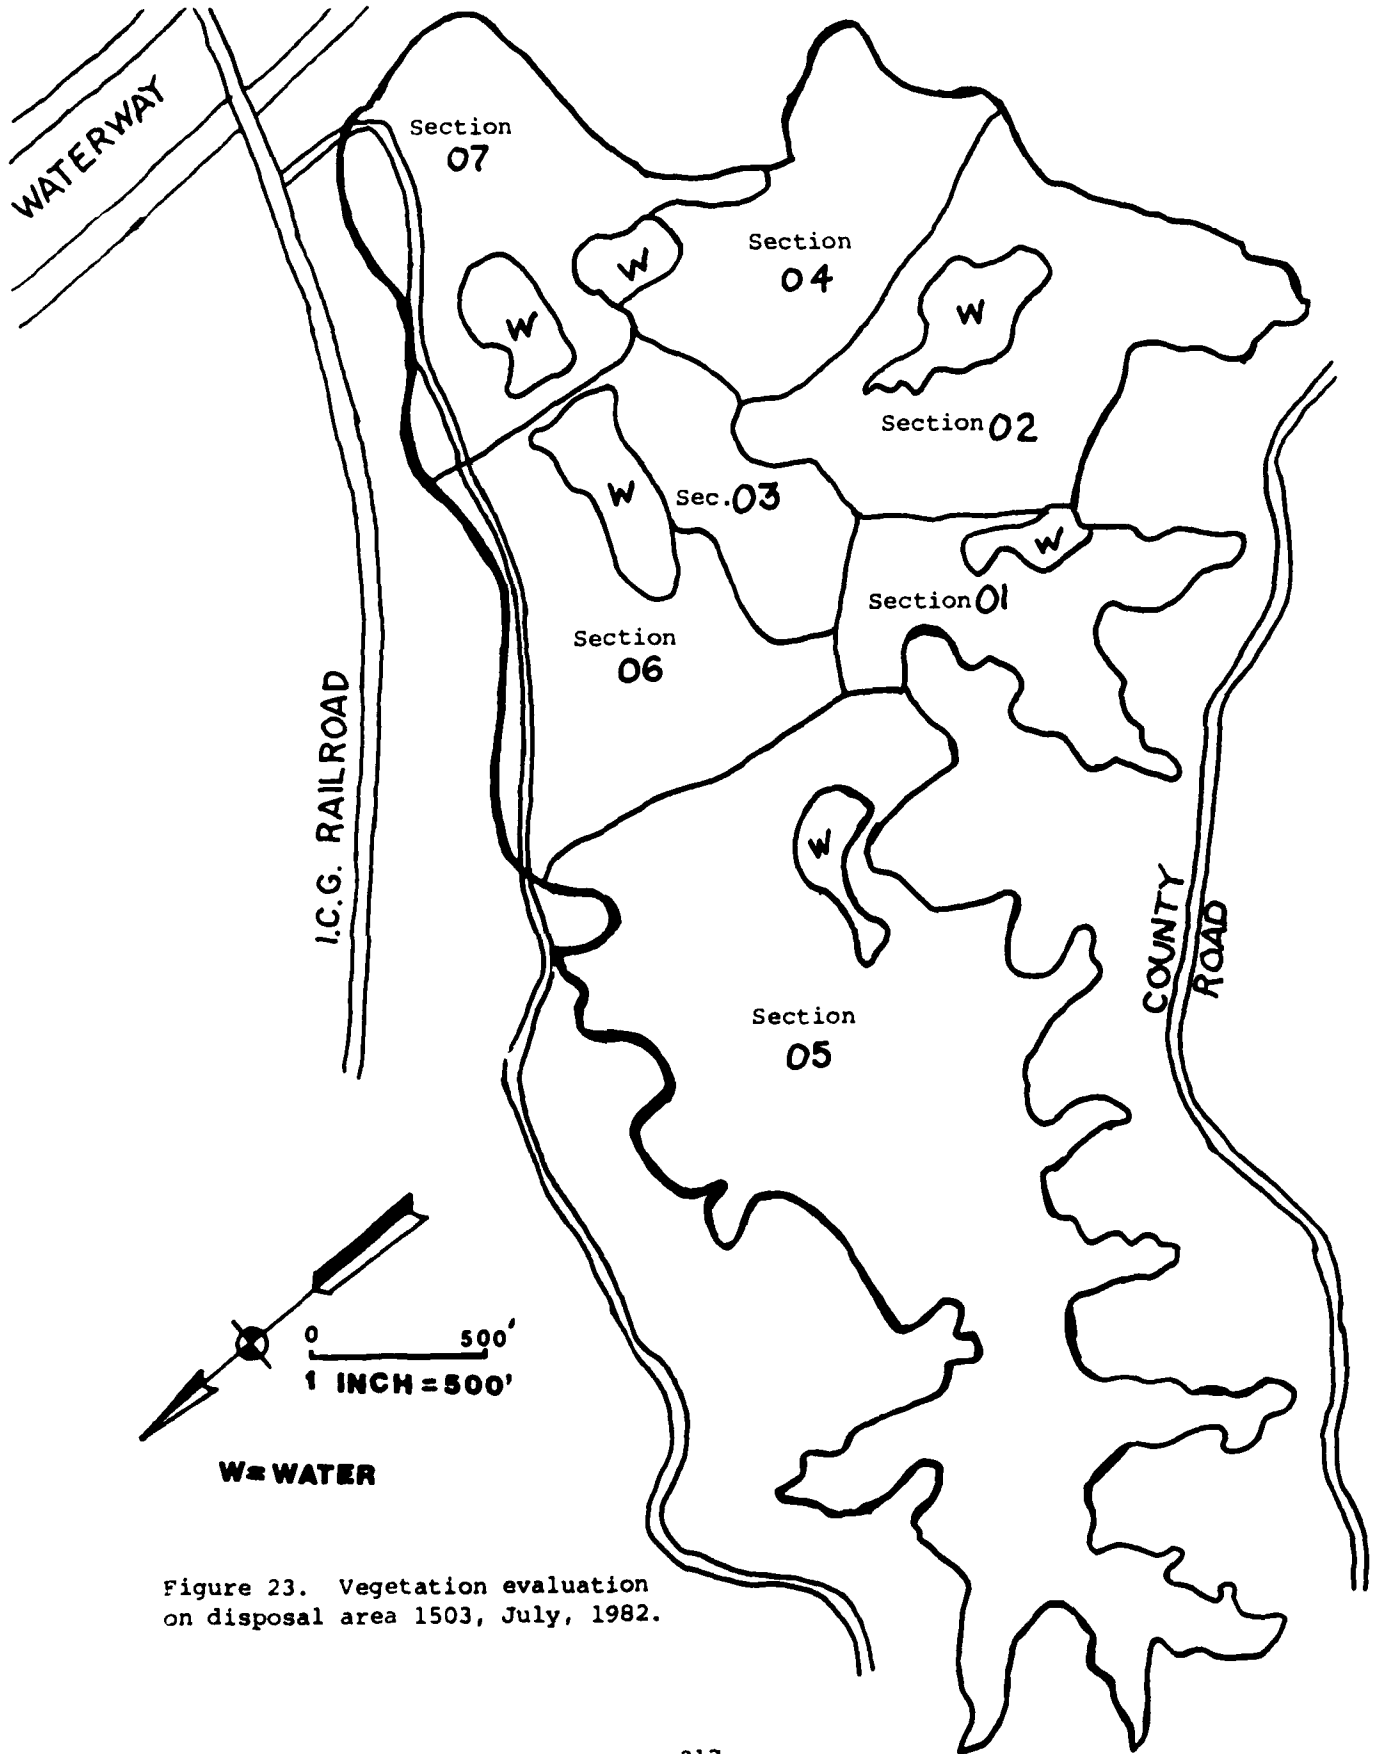 WATERWAY
Section
07
W
Section
04
W
W
Section 02
W
Sec. 03
W
Section 01
Section
06
I.C.G. RAILROAD
W
COUNTY
ROAD
Section
05
0 500'
1 INCH = 500'
W = WATER
Figure 23. Vegetation evaluation
on disposal area 1503, July, 1982.